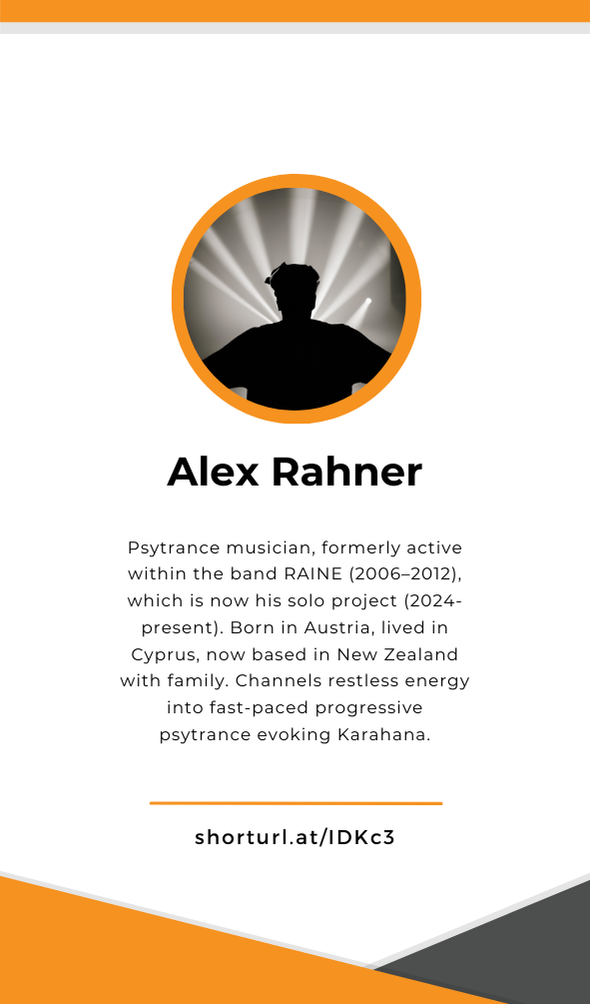 Alex Rahner
Psytrance musician, formerly active
within the band RAINE (2006–2012),
which is now his solo project (2024-
present). Born in Austria, lived in
Cyprus, now based in New Zealand
with family. Channels restless energy
into fast-paced progressive
psytrance evoking Karahana.
shorturl.at/IDKc3